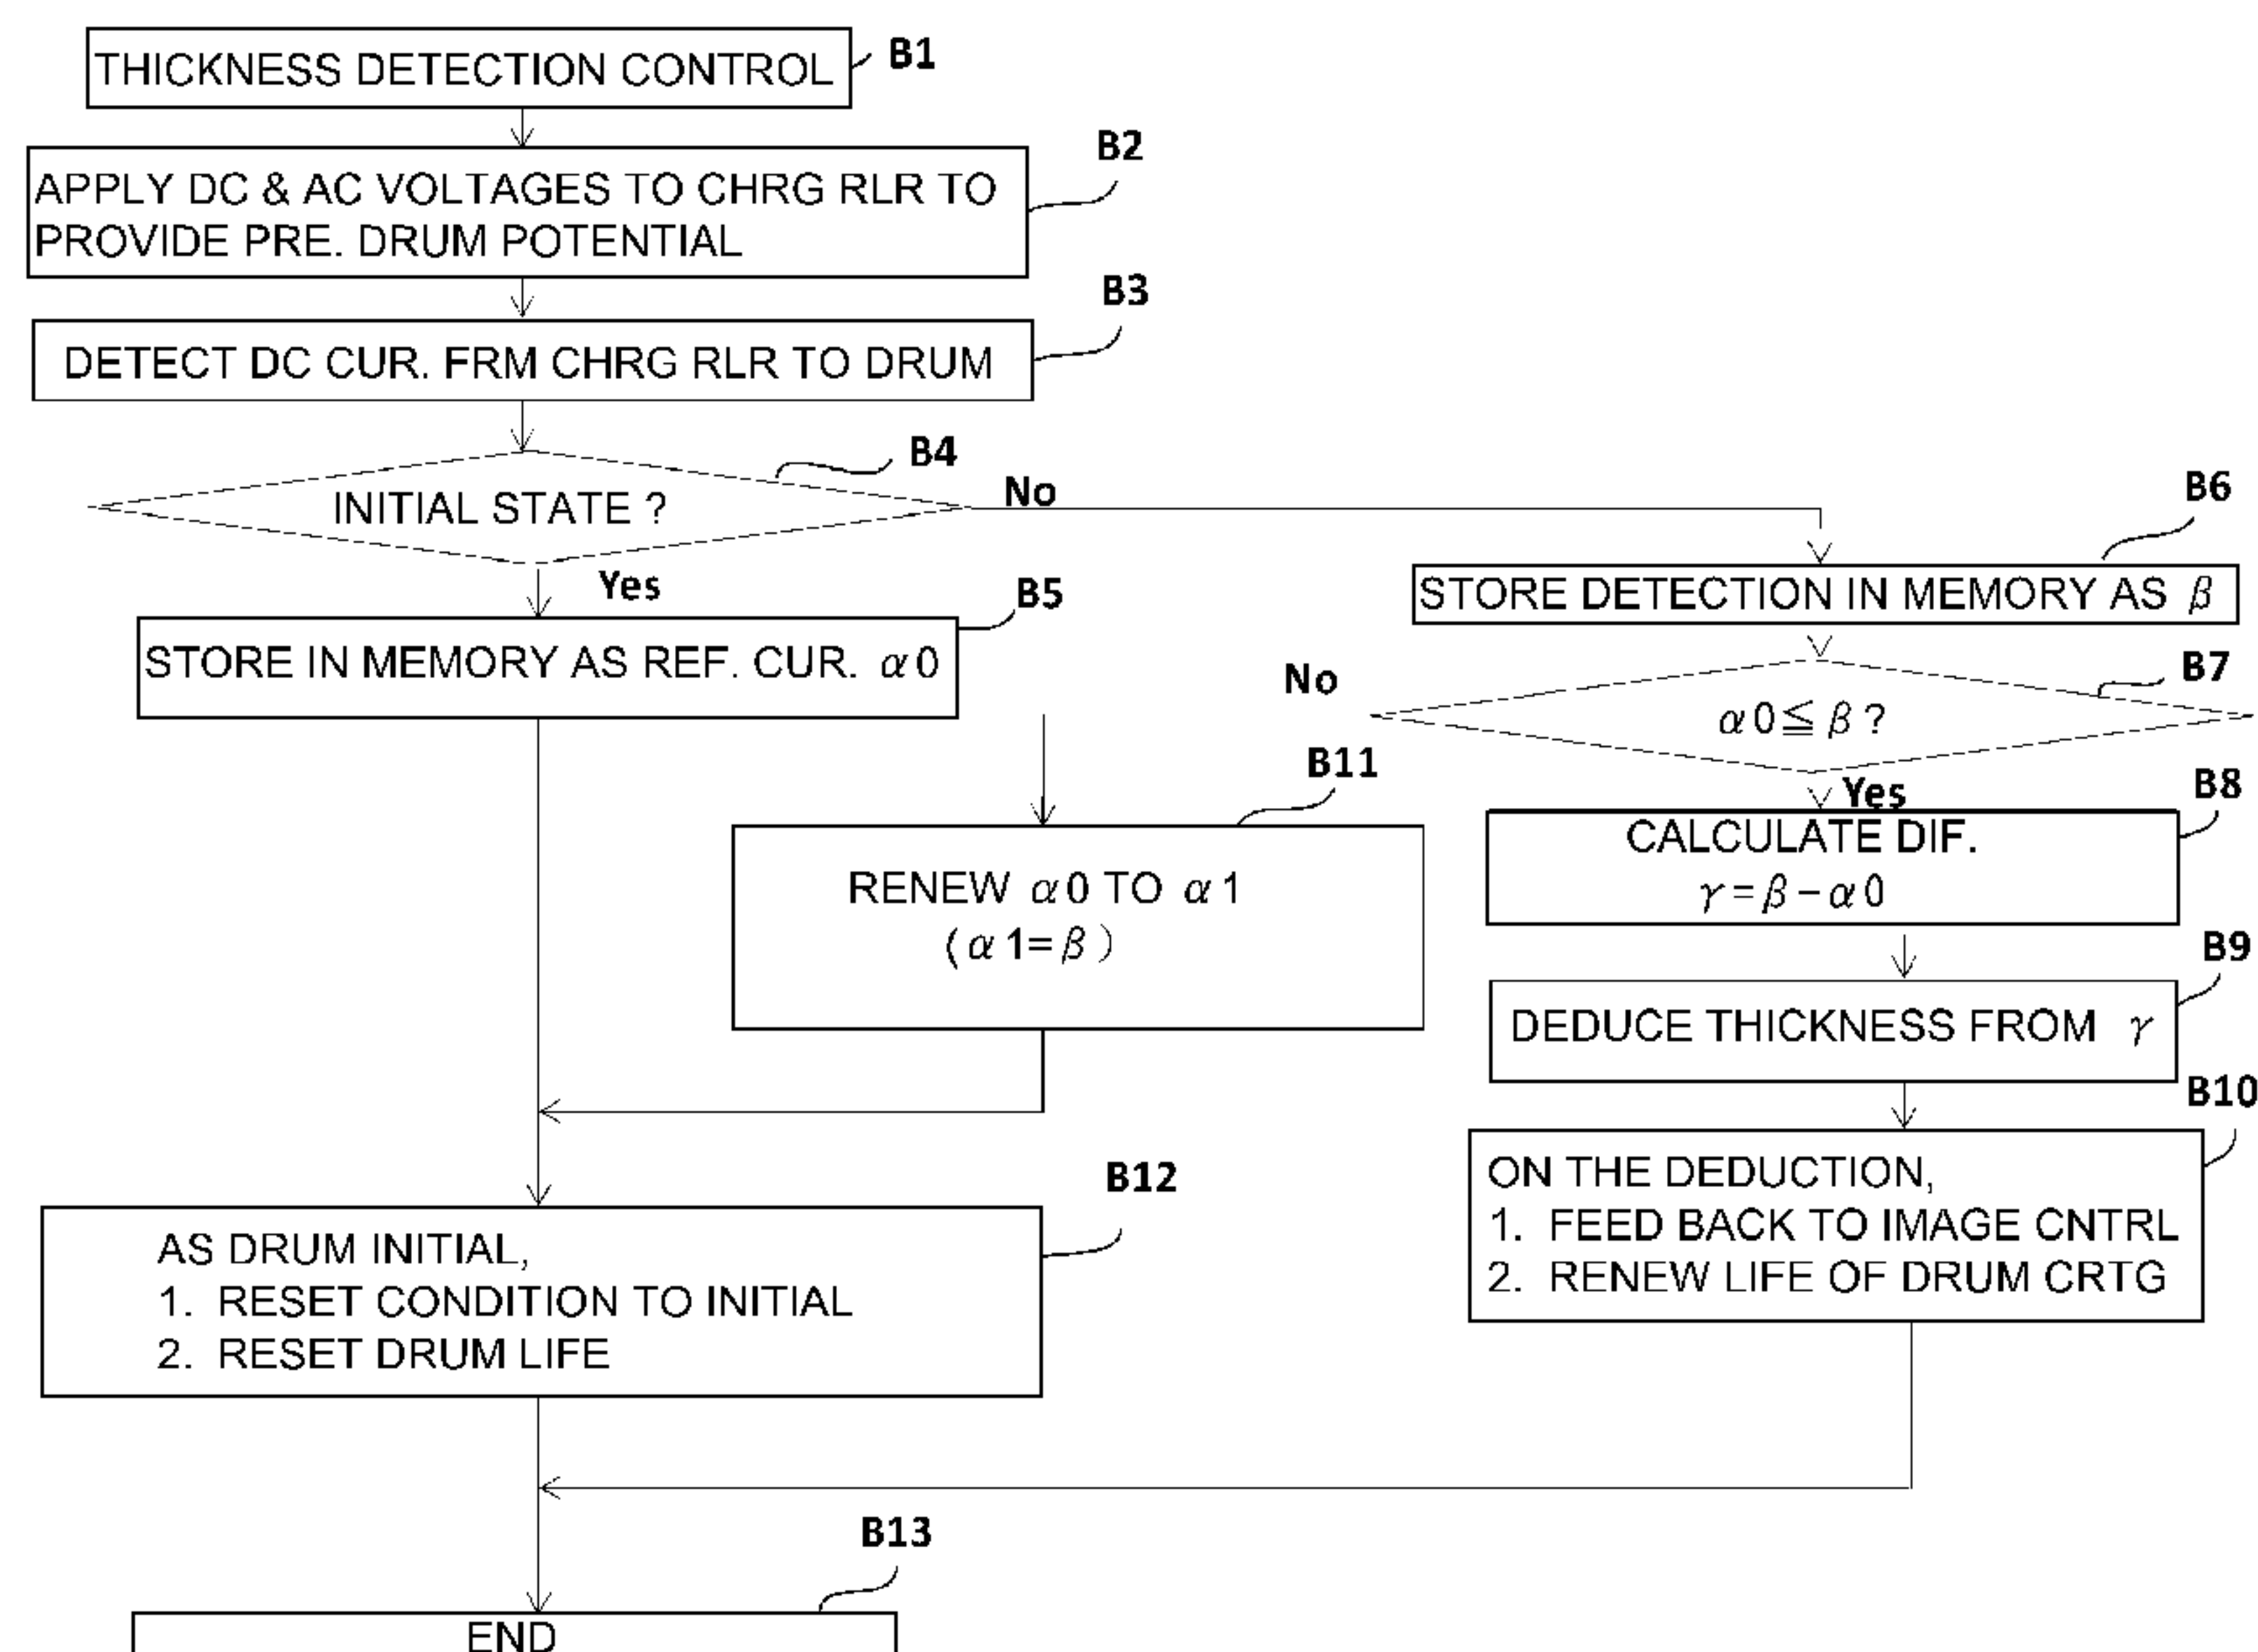 THICKNESS DETECTION CONTROL
B1
B2
APPLY DC & AC VOLTAGES TO CHRG RLR TO
PROVIDE PRE. DRUM POTENTIAL
B3
DETECT DC CUR. FRM CHRG RLR TO DRUM
B4
INITIAL STATE ?
No
Yes
B5
STORE IN MEMORY AS REF. CUR. α0
B6
STORE DETECTION IN MEMORY AS β
B7
No
α0≦β?
Yes
B8
CALCULATE DIF.
γ=β−α0
B9
DEDUCE THICKNESS FROM γ
B10
ON THE DEDUCTION,
1. FEED BACK TO IMAGE CNTRL
2. RENEW LIFE OF DRUM CRTG
B11
RENEW α0 TO α1
(α1=β)
B12
AS DRUM INITIAL,
1. RESET CONDITION TO INITIAL
2. RESET DRUM LIFE
B13
END